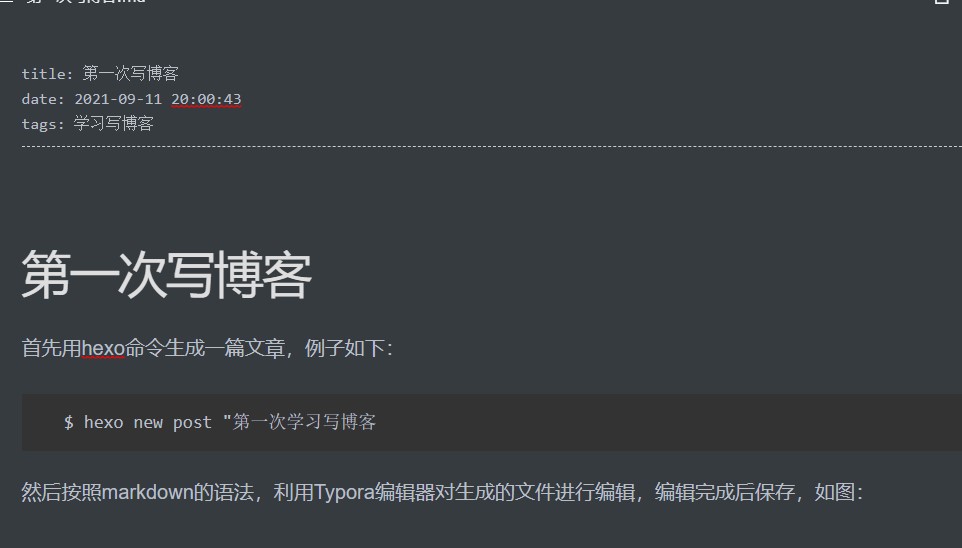 title: 第一次写博客
date: 2021-09-11 20:00:43
tags: 学习写博客
第一次写博客
首先用hexo命令生成一篇文章，例子如下：
$ hexo new post "第一次学习写博客
然后按照markdown的语法，利用Typora编辑器对生成的文件进行编辑，编辑完成后保存，如图：